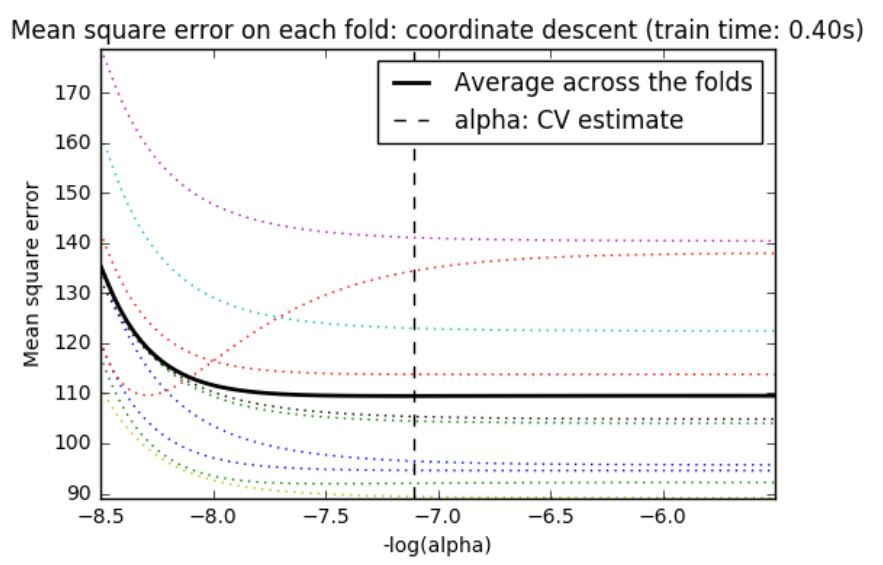 Mean square error on each fold: coordinate descent (train time: 0.40s)
Average across the folds
alpha: CV estimate
Mean square error
170
160
150
140
130
120
110
100
90
−8.5 −8.0 −7.5 −7.0 −6.5 −6.0
-log(alpha)